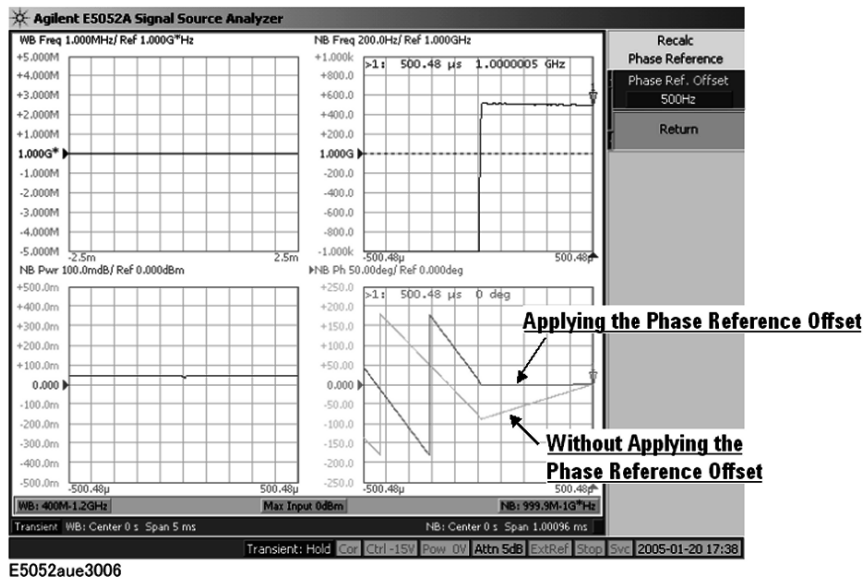 Agilent E5052A Signal Source Analyzer
WB Freq 1.000MHz/ Ref 1.000G*Hz
+5.000M
+4.000M
+3.000M
+2.000M
+1.000M
1.000G*
-1.000M
-2.000M
-3.000M
-4.000M
-5.000M
-2.5m
2.5m
NB Freq 200.0Hz/ Ref 1.000GHz
+1.000k
>1: 500.48 µs 1.0000005 GHz
+800.0
+600.0
+400.0
+200.0
1.000G
-200.0
-400.0
-600.0
-800.0
-1.000k
-500.48µ
500.48µ
1
Recalc
Phase Reference
Phase Ref. Offset
500Hz
Return
NB Pwr 100.0mdB/ Ref 0.000dBm
+500.0m
+400.0m
+300.0m
+200.0m
+100.0m
0.000
-100.0m
-200.0m
-300.0m
-400.0m
-500.0m
-500.48µ
500.48µ
NB Ph 50.00deg/ Ref 0.000deg
+250.0
>1: 500.48 µs 0 deg
+200.0
+150.0
+100.0
+50.00
0.000
-50.00
-100.0
-150.0
-200.0
-250.0
-500.48µ
500.48µ
Applying the Phase Reference Offset
Without Applying the
Phase Reference Offset
WB: 400M-1.2GHz
Max Input 0dBm
NB: 999.9M-1G*Hz
Transient WB: Center 0 s Span 5 ms
NB: Center 0 s Span 1.00096 ms
Transient: Hold Cor Ctrl -15V Pow 0V Attn 5dB ExtRef Stop Svc 2005-01-20 17:38
E5052aue3006